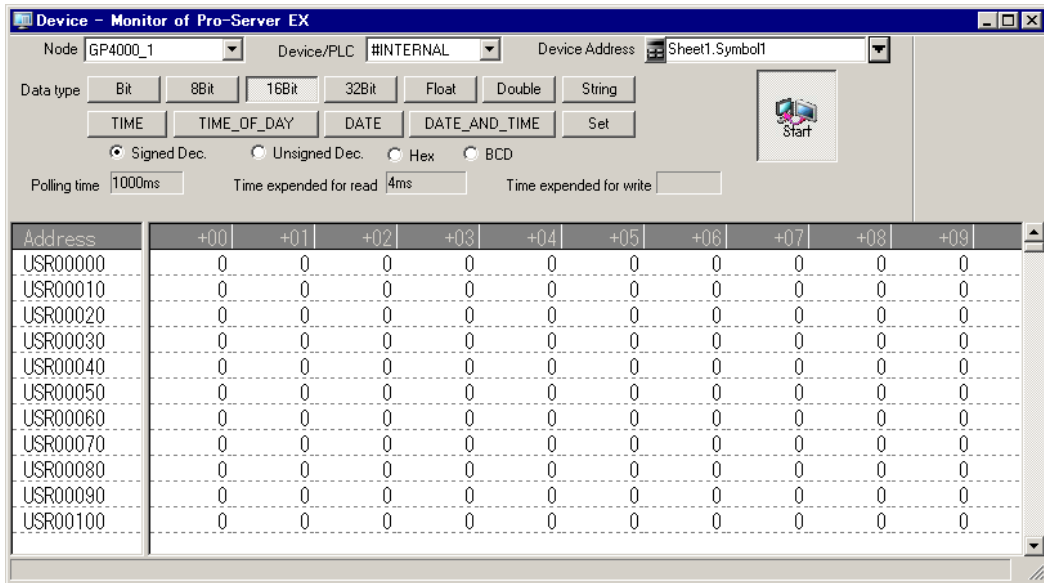 Device - Monitor of Pro-Server EX
Node GP4000_1 Device/PLC #INTERNAL Device Address Sheet1.Symbol1
Data type Bit 8Bit 16Bit 32Bit Float Double String
TIME TIME_OF_DAY DATE DATE_AND_TIME Set
Start
Signed Dec. Unsigned Dec. Hex BCD
Polling time 1000ms Time expended for read 4ms Time expended for write
Address +00 +01 +02 +03 +04 +05 +06 +07 +08 +09
USR00000 0 0 0 0 0 0 0 0 0 0
USR00010 0 0 0 0 0 0 0 0 0 0
USR00020 0 0 0 0 0 0 0 0 0 0
USR00030 0 0 0 0 0 0 0 0 0 0
USR00040 0 0 0 0 0 0 0 0 0 0
USR00050 0 0 0 0 0 0 0 0 0 0
USR00060 0 0 0 0 0 0 0 0 0 0
USR00070 0 0 0 0 0 0 0 0 0 0
USR00080 0 0 0 0 0 0 0 0 0 0
USR00090 0 0 0 0 0 0 0 0 0 0
USR00100 0 0 0 0 0 0 0 0 0 0